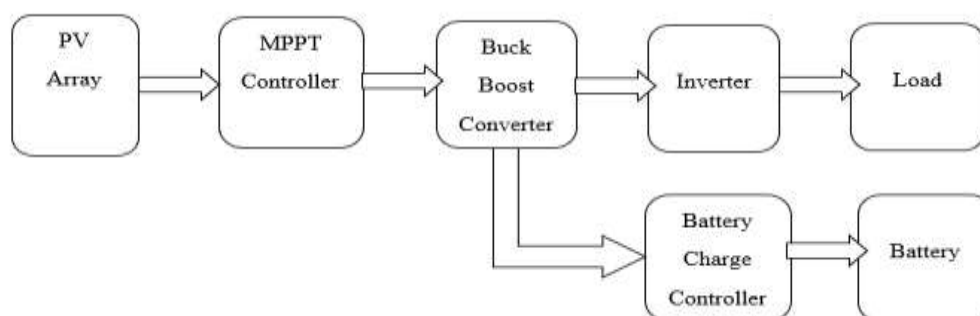 PV
Array
MPPT
Controller
Buck
Boost
Converter
Inverter
Load
Battery
Charge
Controller
Battery